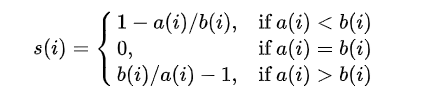 1 − a(i)/b(i), if a(i) < b(i)
s(i) = { 0, if a(i) = b(i)
b(i)/a(i) − 1, if a(i) > b(i)